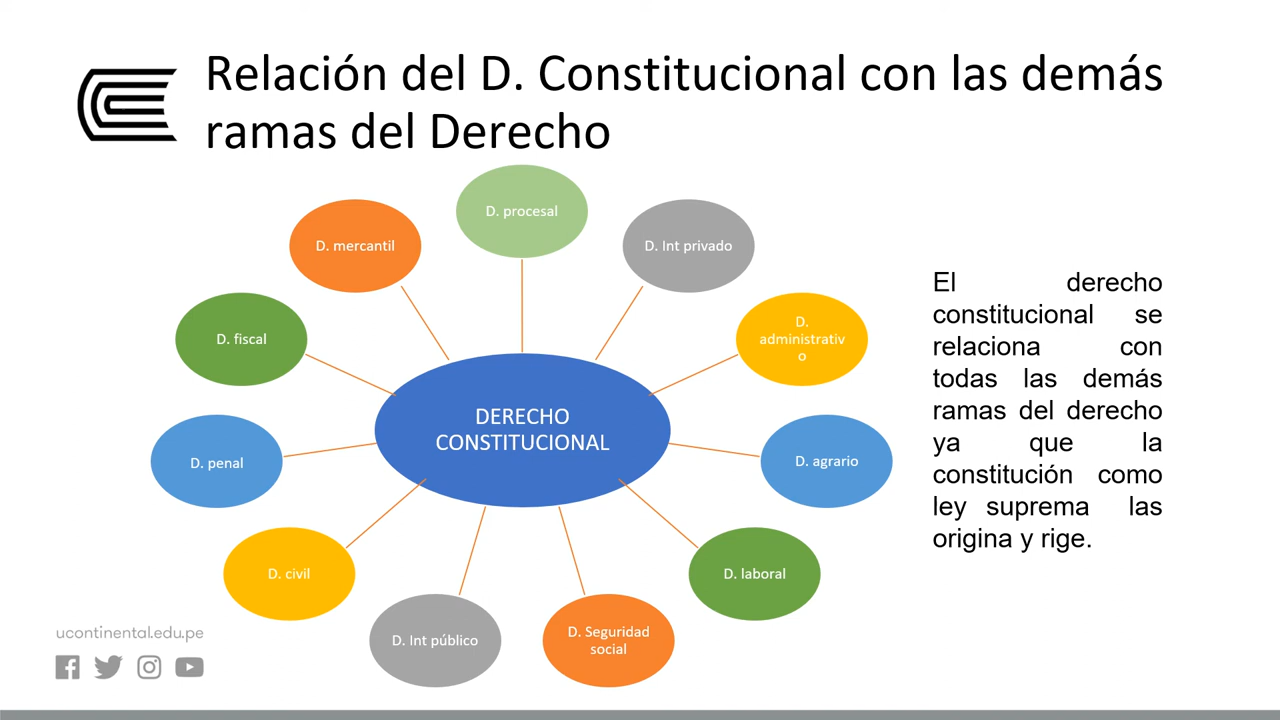 Relación del D. Constitucional con las demás
ramas del Derecho
D. procesal
D. mercantil
D. Int privado
D. fiscal
D.
administrativ
o
DERECHO
CONSTITUCIONAL
D. penal
D. agrario
D. civil
D. laboral
D. Int público
D. Seguridad
social
El derecho
constitucional se
relaciona con
todas las demás
ramas del derecho
ya que la
constitución como
ley suprema las
origina y rige.
ucontinental.edu.pe